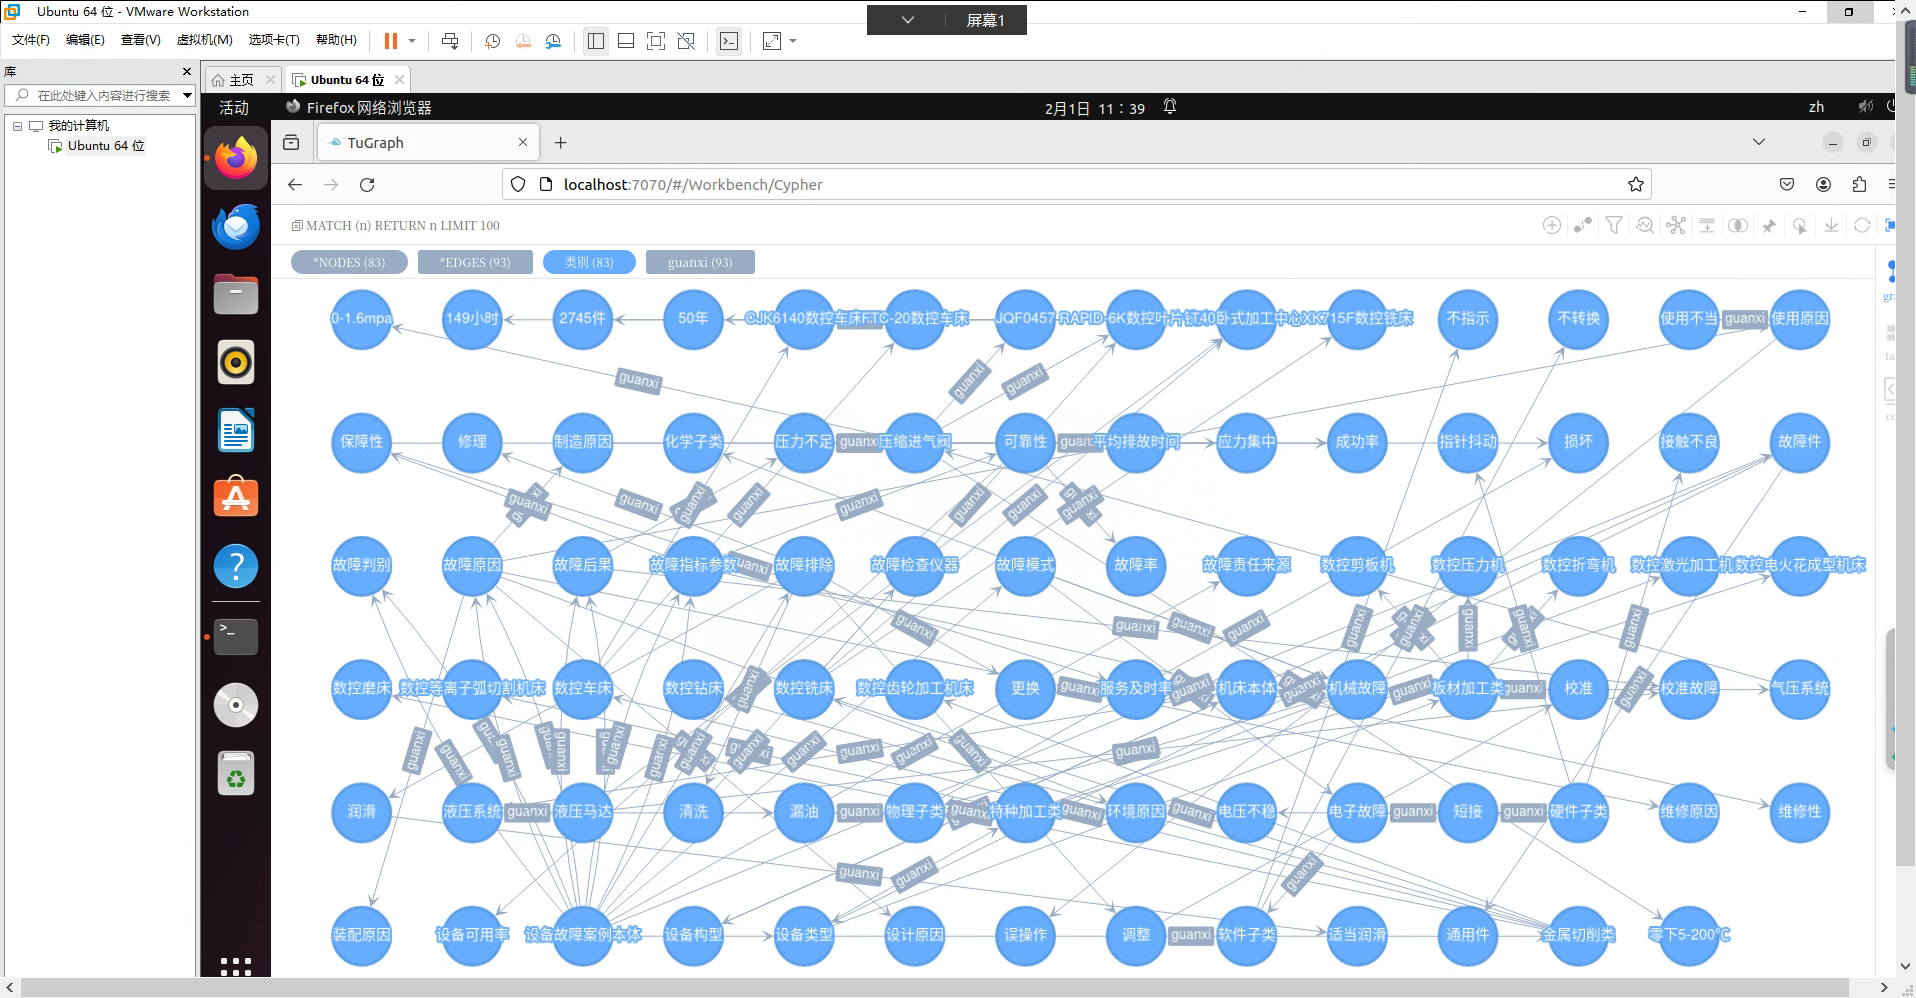 Ubuntu 64 位 - VMware Workstation
屏幕1
文件(F) 编辑(E) 查看(V) 虚拟机(M) 选项卡(T) 帮助(H)
库
主页 Ubuntu 64 位
在此处键入内容进行搜索
我的计算机
Ubuntu 64 位
活动 Firefox 网络浏览器 2月1日 11：39 zh
TuGraph
localhost:7070/#/Workbench/Cypher
MATCH (n) RETURN n LIMIT 100
*NODES (83) *EDGES (93) 类别 (83) guanxi (93)
0-1.6mpa 149小时 2745件 50年 CJK6140数控车床 FTC-20数控车床 JQF0457 RAPID-6K数控叶片 卧式加工中心 715F数控铣床 不指示 不转换 使用不当 guanxi 使用原因
guanxi guanxi guanxi
保障性 修理 制造原因 化学子类 压力不足 guanxi 压缩进气阀 可靠性 guan 平均排故时间 应力集中 成功率 指针抖动 损坏 接触不良 故障件
guanxi guanxi guanxi guanxi guanxi guanxi guanxi guanxi
故障判别 故障原因 故障后果 故障指标参数 故障排除 故障检查仪器 故障模式 故障率 故障责任来源 数控剪板机 数控压力机 数控折弯机 数控激光加工机 数控电火花成型机床
guanxi guanxi guanxi guanxi guanxi guanxi guanxi guanxi guanxi
数控磨床 数控等离子弧切割机床 数控车床 数控钻床 guanxi 数控铣床 数控齿轮加工机床 更换 guanxi 服务及时率 guanxi 机床本体 guanxi 机械故障 guanxi 板材加工类 guanxi 校准 guanxi 校准故障 气压系统
guanxi guanxi guanxi guanxi guanxi guanxi guanxi guanxi guanxi guanxi guanxi guanxi guanxi
润滑 液压系统 guanxi 液压马达 清洗 漏油 guanxi 物理子类 guanxi 特种加工类 guanxi 环境原因 guanxi 电压不稳 电子故障 guanxi 短接 guanxi 硬件子类 维修原因 维修性
guanxi guanxi guanxi
装配原因 设备可用率 设备故障案例本体 设备构型 设备类型 设计原因 误操作 调整 guanxi 软件子类 适当润滑 通用件 金属切削类 零下5-200℃